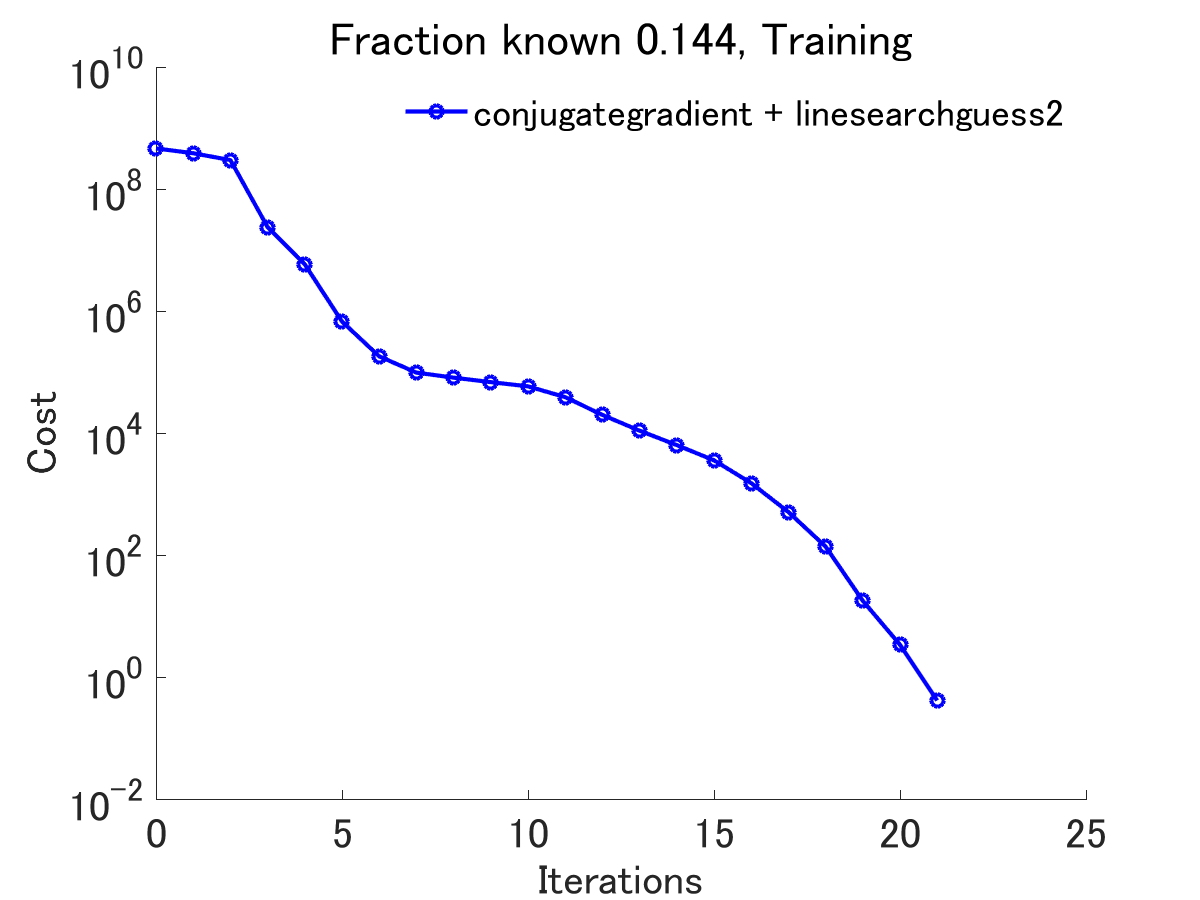 Fraction known 0.144, Training
conjugategradient + linesearchguess2
10^10
10^8
10^6
10^4
10^2
10^0
10^-2
Cost
0 5 10 15 20 25
Iterations